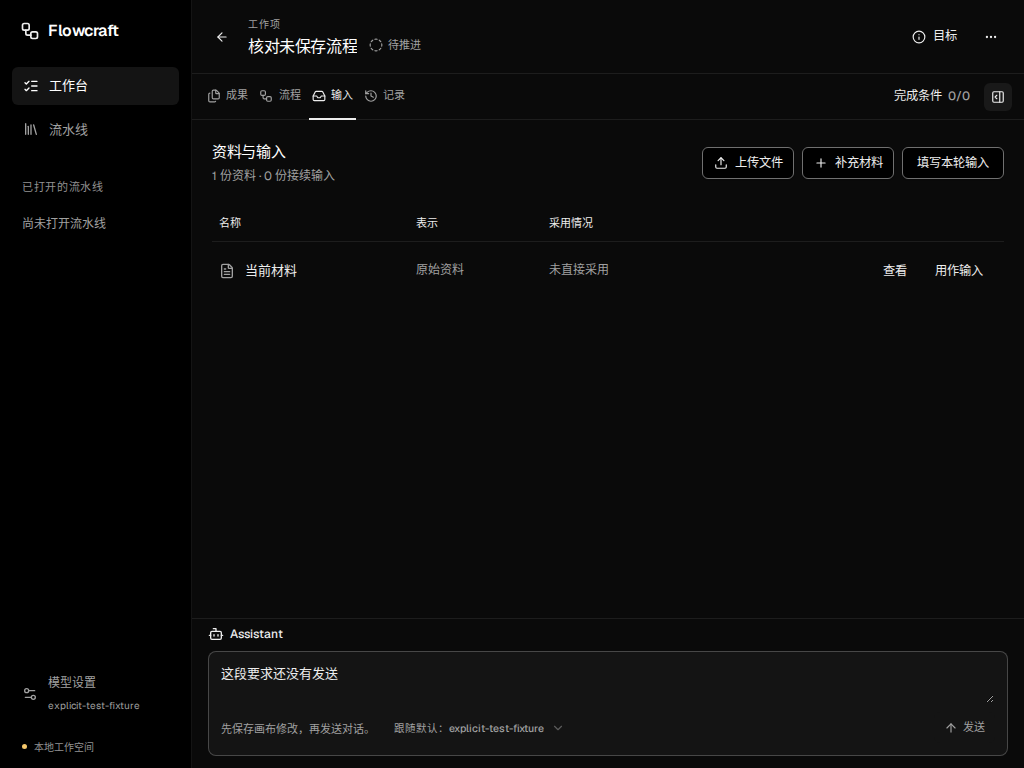 Flowcraft
工作台
流水线
已打开的流水线
尚未打开流水线
模型设置
explicit-test-fixture
本地工作空间
工作项
核对未保存流程 待推进
目标
成果 流程 输入 记录
完成条件 0/0
资料与输入
1 份资料 · 0 份接续输入
上传文件 补充材料 填写本轮输入
名称 表示 采用情况
当前材料 原始资料 未直接采用 查看 用作输入
Assistant
这段要求还没有发送
先保存画布修改，再发送对话。 跟随默认：explicit-test-fixture 发送